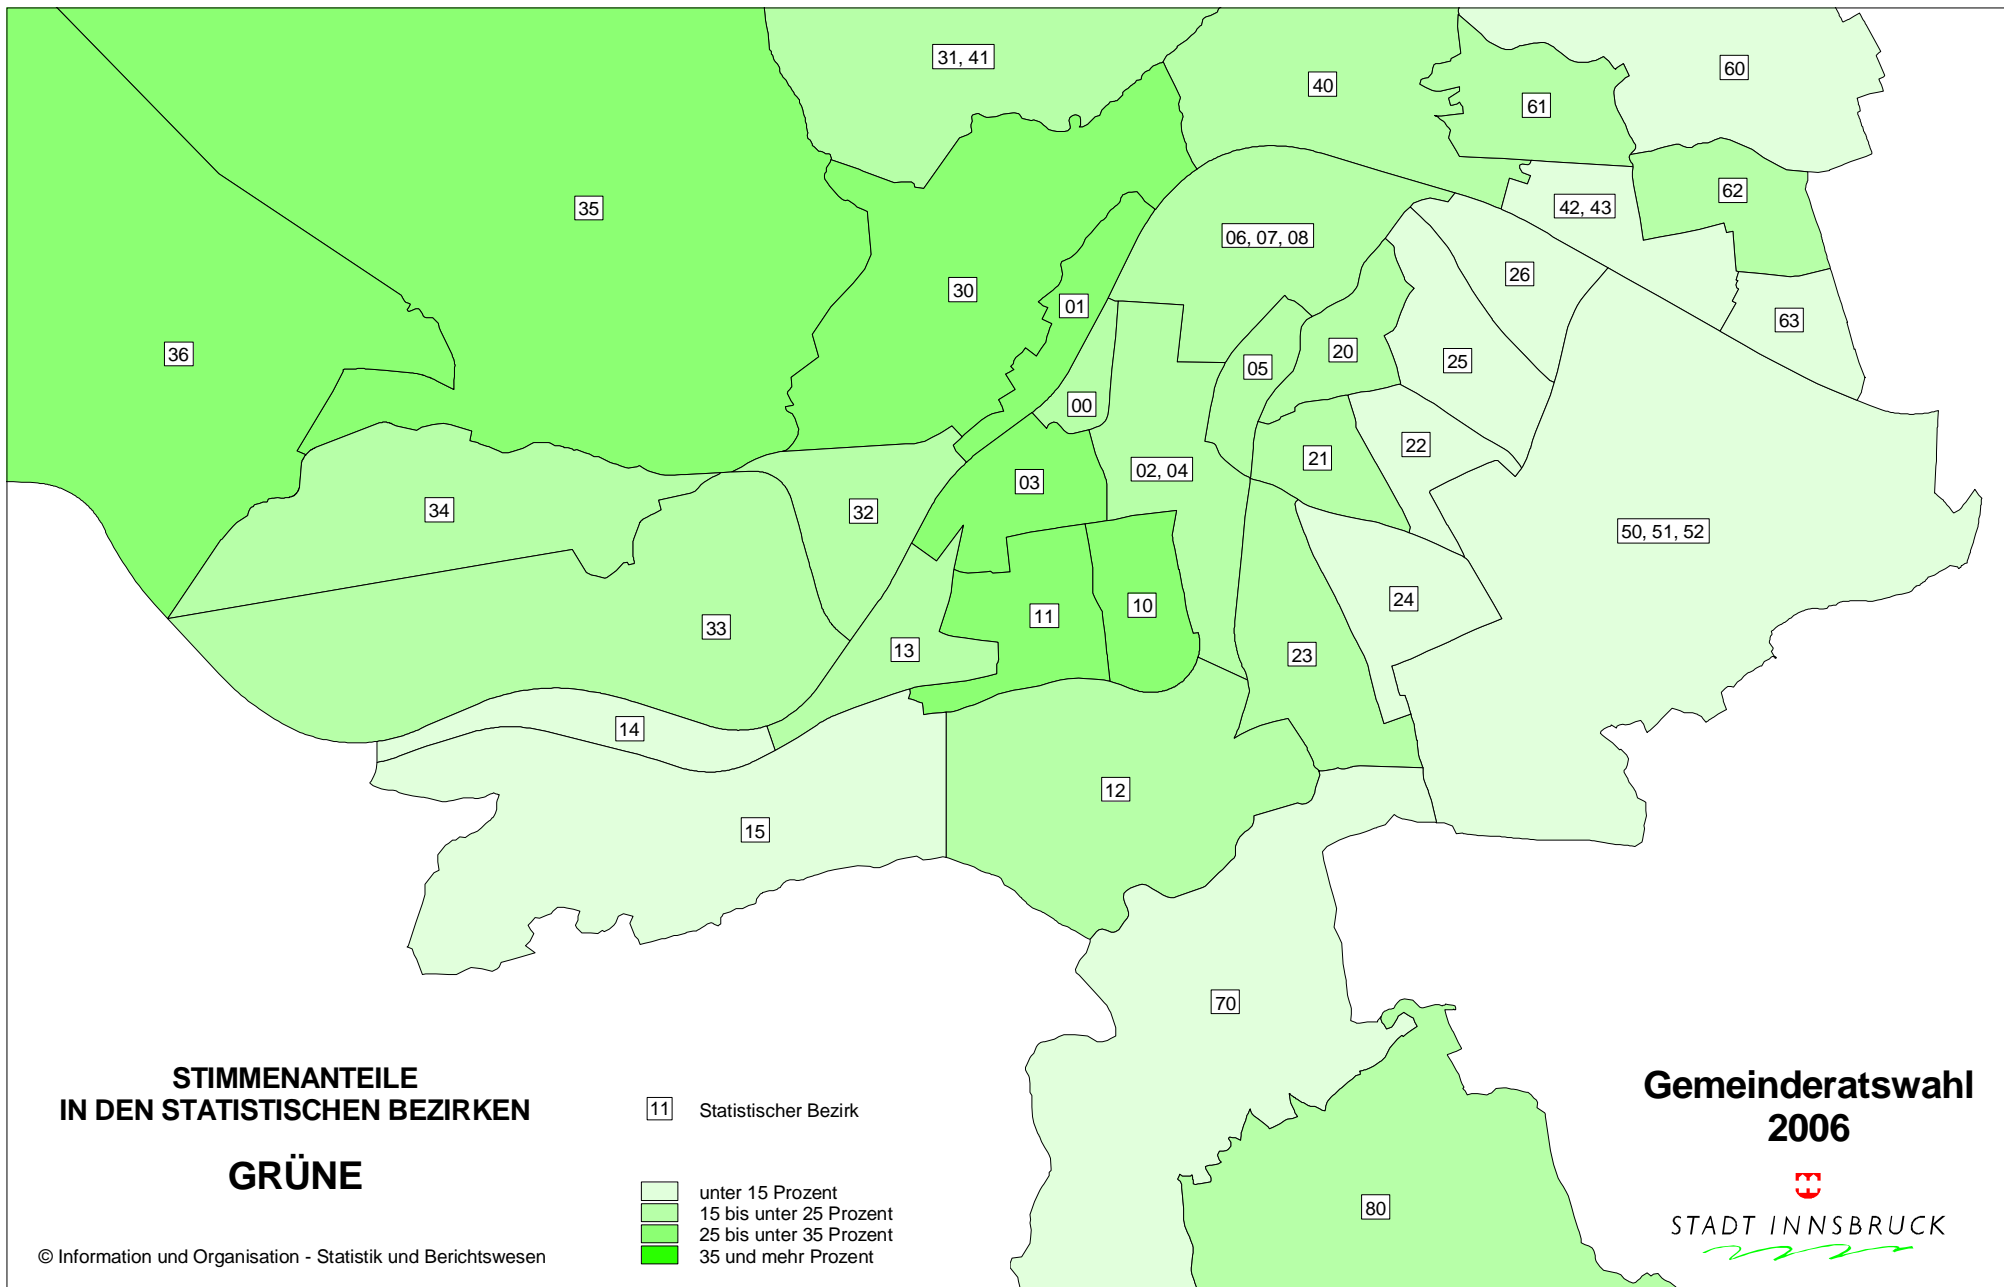 31, 41
40
60
61
35
62
42, 43
06, 07, 08
26
30
01
63
36
20
25
05
00
22
21
02, 04
03
34
32
50, 51, 52
24
10
11
33
13
23
14
12
15
70
80
STIMMENANTEILE
IN DEN STATISTISCHEN BEZIRKEN
GRÜNE
© Information und Organisation - Statistik und Berichtswesen
11 Statistischer Bezirk
unter 15 Prozent
15 bis unter 25 Prozent
25 bis unter 35 Prozent
35 und mehr Prozent
Gemeinderatswahl
2006
STADT INNSBRUCK